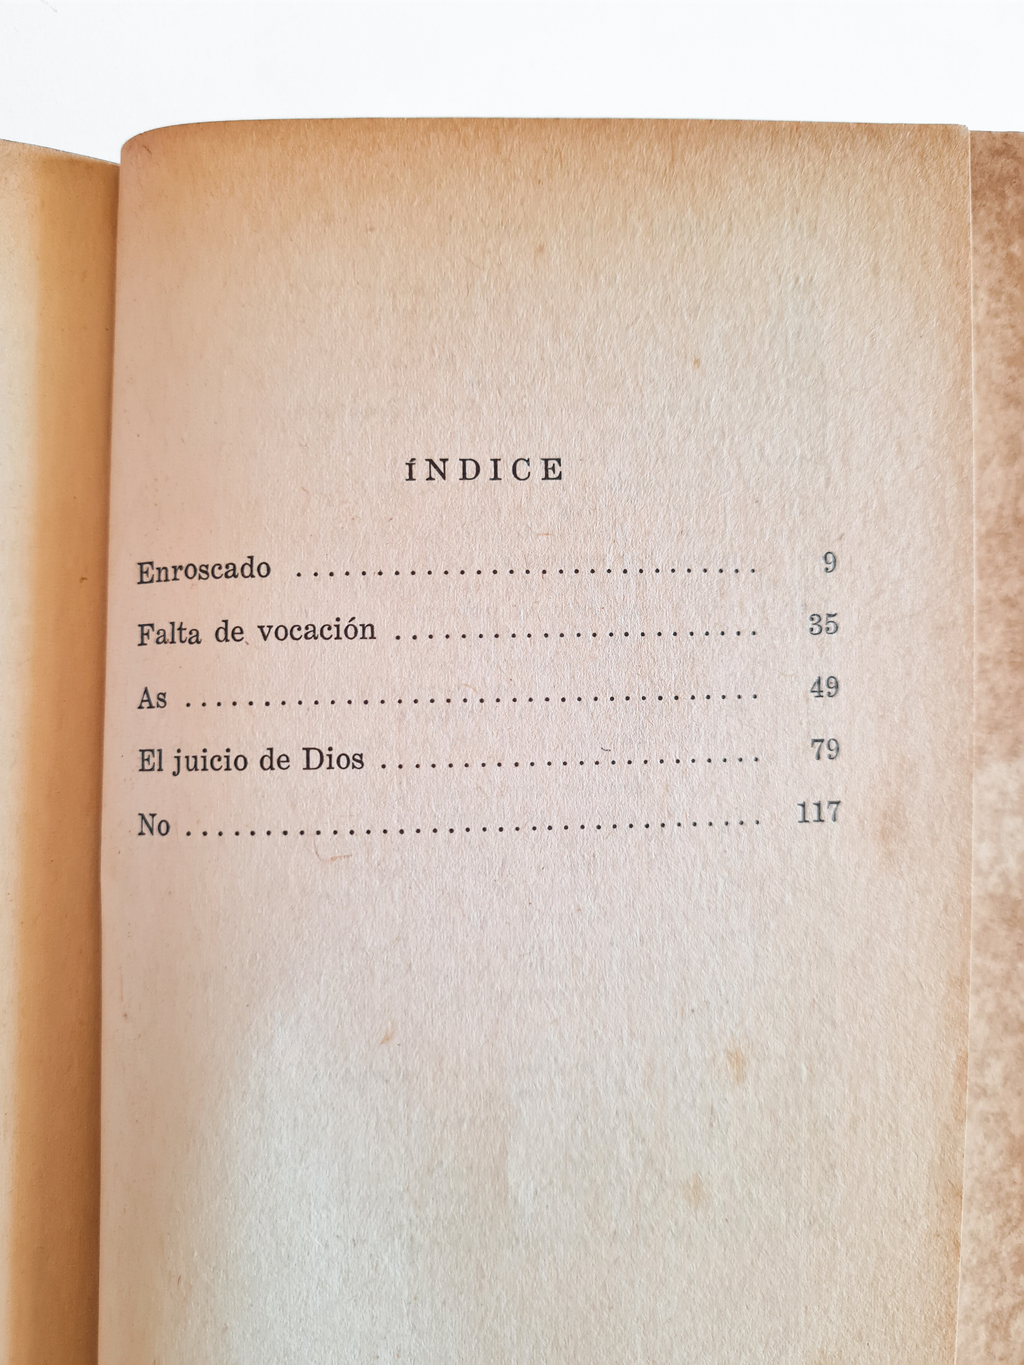 ÍNDICE
Enroscado ............................. 9
Falta de vocación ....................... 35
As .................................... 49
El juicio de Dios ........................ 79
No .................................... 117